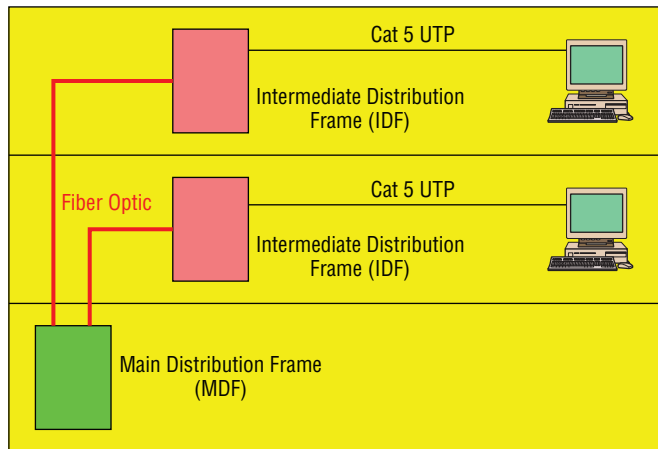 Cat 5 UTP
Intermediate Distribution
Frame (IDF)
Fiber Optic
Cat 5 UTP
Intermediate Distribution
Frame (IDF)
Main Distribution Frame
(MDF)